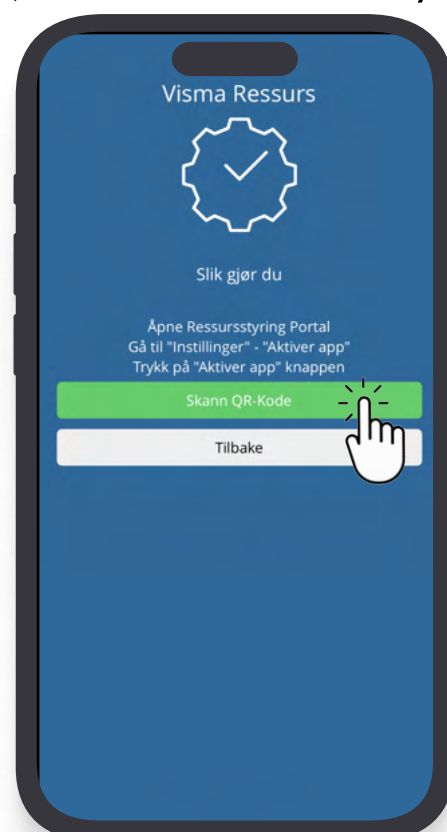 Visma Ressurs
Slik gjør du
Åpne Ressursstyring Portal
Gå til "Instillinger" - "Aktiver app"
Trykk på "Aktiver app" knappen
Skann QR-Kode
Tilbake